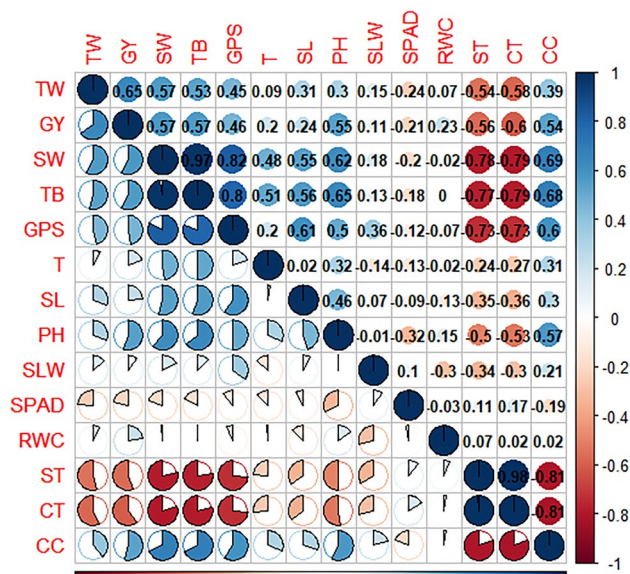 TW GY SW TB GPS T SL PH SLW SPAD RWC ST CT CC
TW 0.65 0.57 0.53 0.45 0.09 0.31 0.3 0.15 -0.24 0.07 -0.54 -0.58 0.39
GY 0.57 0.57 0.46 0.2 0.24 0.55 0.11 -0.21 0.23 -0.56 -0.6 0.54
SW 0.97 0.82 0.48 0.55 0.62 0.18 -0.2 -0.02 -0.78 -0.79 0.69
TB 0.8 0.51 0.56 0.65 0.13 -0.18 0 -0.77 -0.79 0.68
GPS 0.2 0.61 0.5 0.36 -0.12 -0.07 -0.73 -0.73 0.6
T 0.02 0.32 -0.14 -0.13 -0.02 -0.24 -0.27 0.31
SL 0.46 0.07 -0.09 -0.13 -0.35 -0.36 0.3
PH -0.01 -0.32 0.15 -0.5 -0.53 0.57
SLW 0.1 -0.3 -0.34 -0.3 0.21
SPAD -0.03 0.11 0.17 -0.19
RWC 0.07 0.02 0.02
ST 0.98 -0.81
CT -0.81
CC
1
0.8
0.6
0.4
0.2
0
-0.2
-0.4
-0.6
-0.8
-1